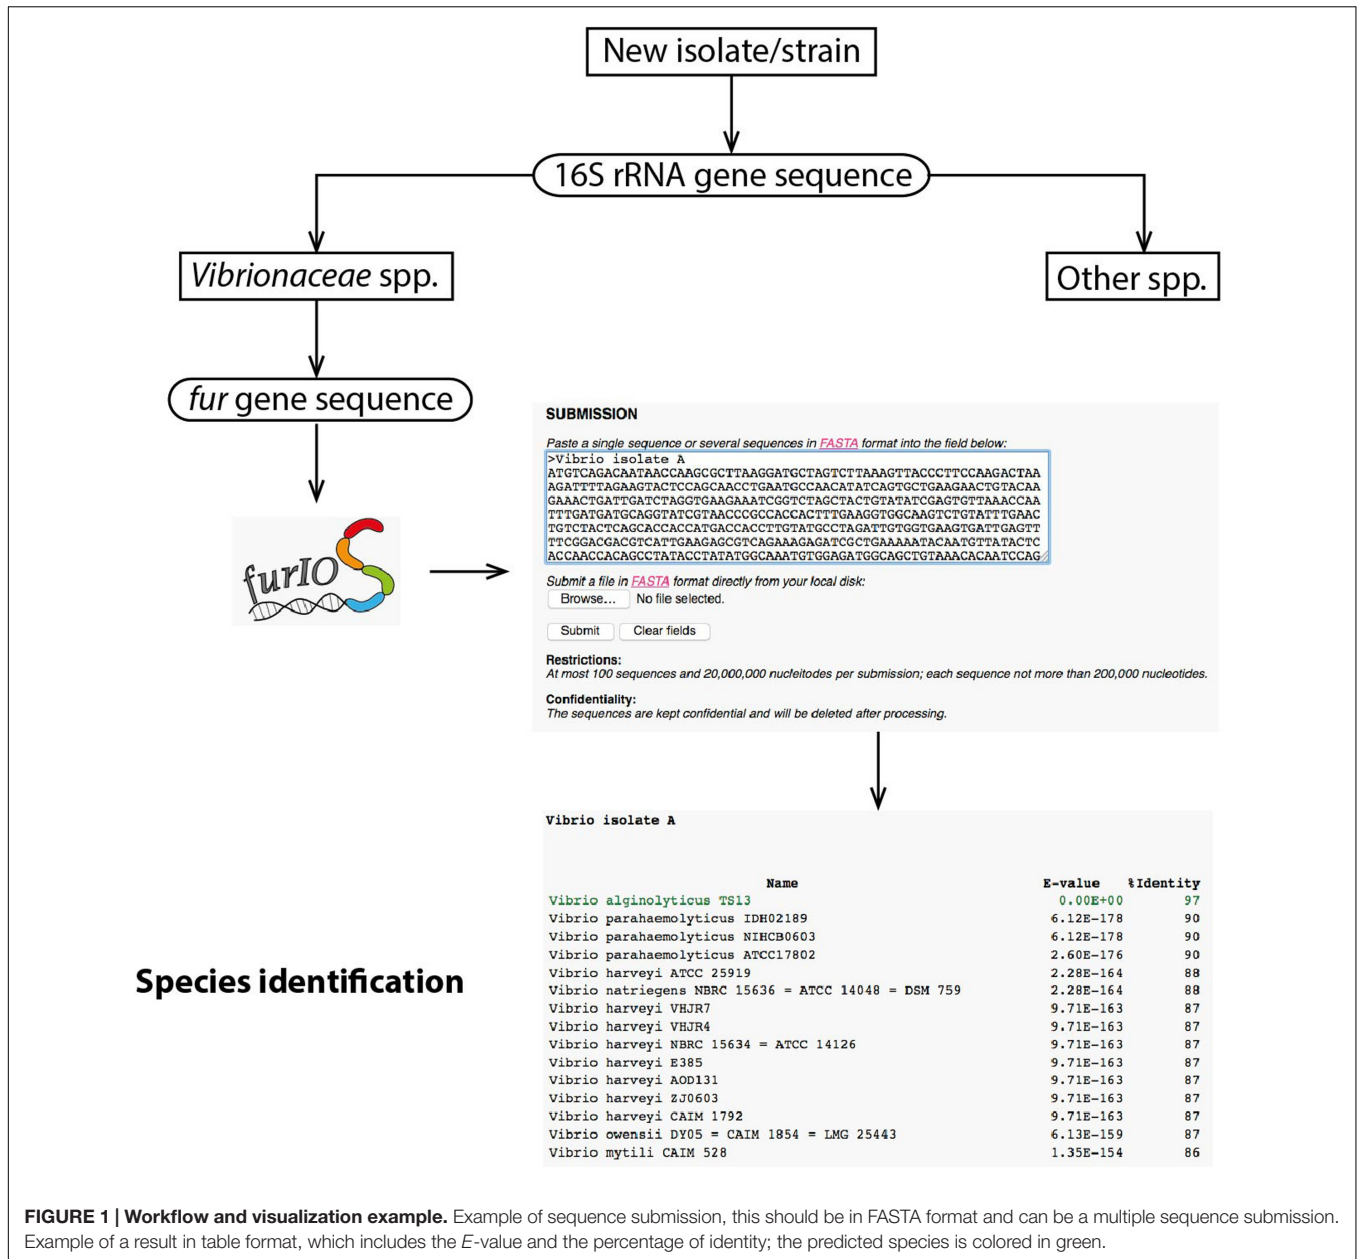 New isolate/strain
16S rRNA gene sequence
Vibrionaceae spp.
Other spp.
fur gene sequence
furIOS
SUBMISSION
Paste a single sequence or several sequences in FASTA format into the field below:
>Vibrio isolate A
ATGTCAGACAATAACCAAGCGCTTAAGGATGCTAGTCTTAAAGTTACCCTTCCAAGACTAA
AGATTTTAGAAGTACTCCAGCAACCTGAATGCCAACATATCAGTGCTGAAGAACTGTACAA
GAAACTGATTGATCTAGGTGAAGAAATCGGTCTAGCTACTGTATATCGAGTGTTAAACCAA
TTTGATGATGCAGGTATCGTAACCCGCCACCACTTTGAAGGTGGCAAGTCTGTATTTGAAC
TGTCTACTCAGCACCACCATGACCACCTTGTATGCCTAGATTGTGGTGAAGTGATTGAGTT
TTCGGACGACGTCATTGAAGAGCGTCAGAAAGAGATCGCTGAAAAATACAATGTTATACTC
ACCAACCACAGCCTATACCTATATGGCAAATGTGGAGATGGCAGCTGTAAACACAATCCAG
Submit a file in FASTA format directly from your local disk:
Browse... No file selected.
Submit Clear fields
Restrictions:
At most 100 sequences and 20,000,000 nucleitodes per submission; each sequence not more than 200,000 nucleotides.
Confidentiality:
The sequences are kept confidential and will be deleted after processing.
Vibrio isolate A
Name E-value %Identity
Vibrio alginolyticus TS13 0.00E+00 97
Vibrio parahaemolyticus IDH02189 6.12E-178 90
Vibrio parahaemolyticus NIHCB0603 6.12E-178 90
Vibrio parahaemolyticus ATCC17802 2.60E-176 90
Vibrio harveyi ATCC 25919 2.28E-164 88
Vibrio natriegens NBRC 15636 = ATCC 14048 = DSM 759 2.28E-164 88
Vibrio harveyi VHJR7 9.71E-163 87
Vibrio harveyi VHJR4 9.71E-163 87
Vibrio harveyi NBRC 15634 = ATCC 14126 9.71E-163 87
Vibrio harveyi E385 9.71E-163 87
Vibrio harveyi AOD131 9.71E-163 87
Vibrio harveyi ZJ0603 9.71E-163 87
Vibrio harveyi CAIM 1792 9.71E-163 87
Vibrio owensii DY05 = CAIM 1854 = LMG 25443 6.13E-159 87
Vibrio mytili CAIM 528 1.35E-154 86
Species identification
FIGURE 1 | Workflow and visualization example. Example of sequence submission, this should be in FASTA format and can be a multiple sequence submission.
Example of a result in table format, which includes the E-value and the percentage of identity; the predicted species is colored in green.